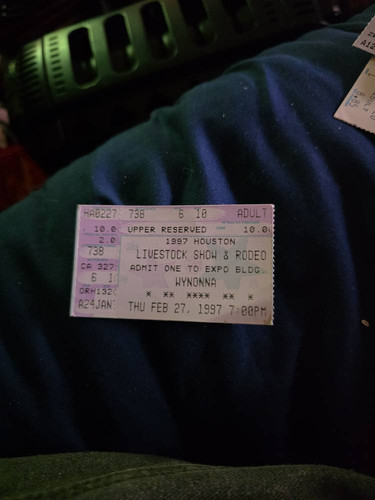 HA0227 738 6 10 ADULT
10.0 UPPER RESERVED 10.0
2.0 1997 HOUSTON
738 LIVESTOCK SHOW & RODEO
CA 327 ADMIT ONE TO EXPO BLDG.
6 1 WYNONNA
ORH132 * ** **** ** *
A24JAN THU FEB 27, 1997 7:00PM